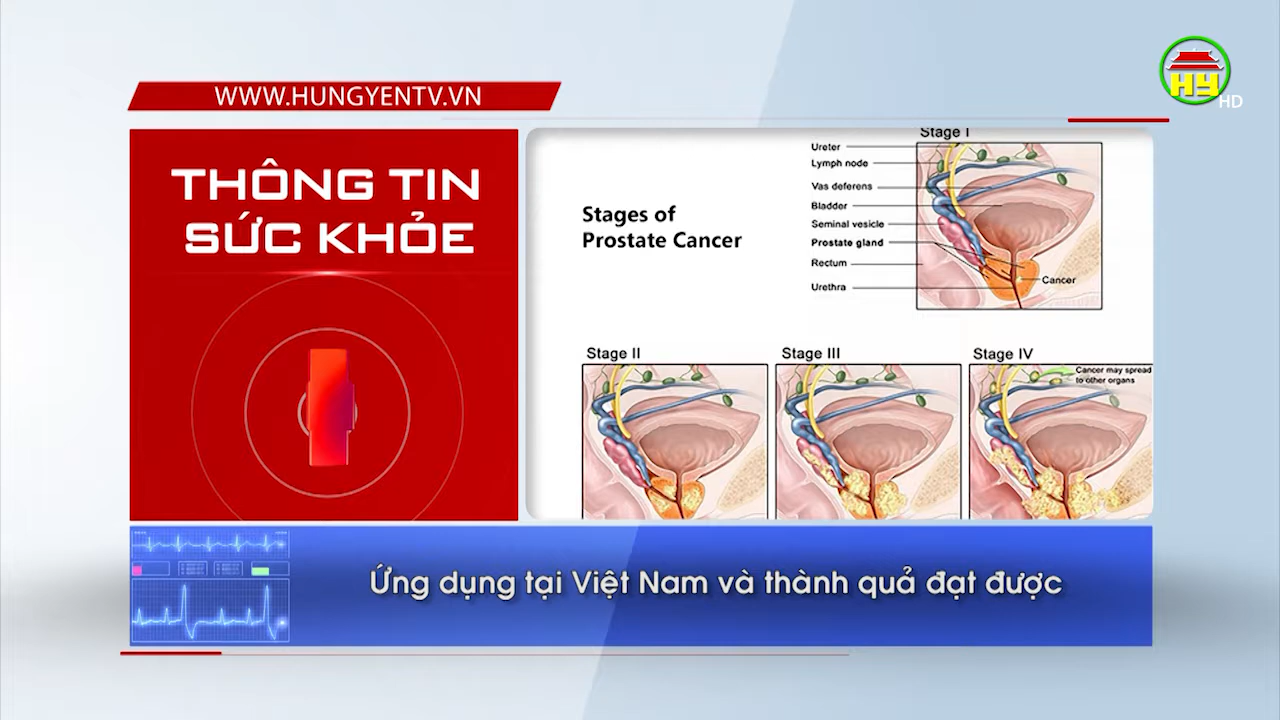 WWW.HUNGYENTV.VN
HY
HD
THÔNG TIN
SỨC KHỎE
Stages of
Prostate Cancer
Stage I
Ureter
Lymph node
Vas deferens
Bladder
Seminal vesicle
Prostate gland
Rectum
Urethra
Cancer
Stage II
Stage III
Stage IV
Cancer may spread
to other organs
Ứng dụng tại Việt Nam và thành quả đạt được